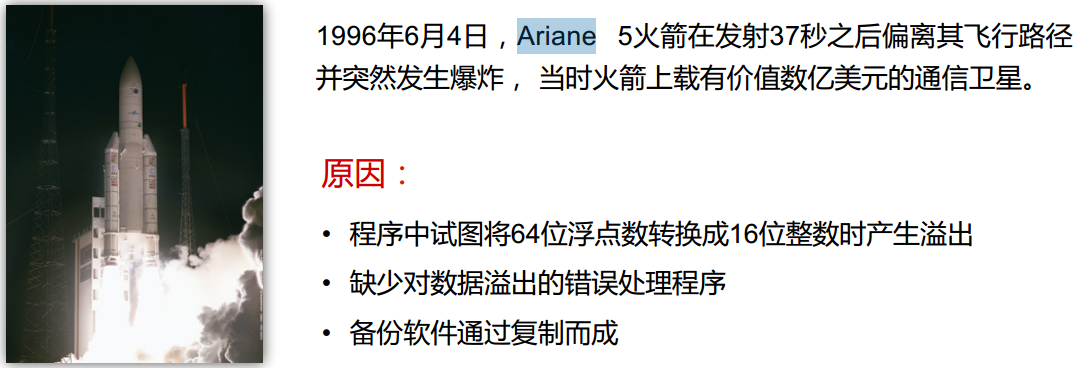 1996年6月4日，Ariane 5火箭在发射37秒之后偏离其飞行路径
并突然发生爆炸， 当时火箭上载有价值数亿美元的通信卫星。
原因：
• 程序中试图将64位浮点数转换成16位整数时产生溢出
• 缺少对数据溢出的错误处理程序
• 备份软件通过复制而成